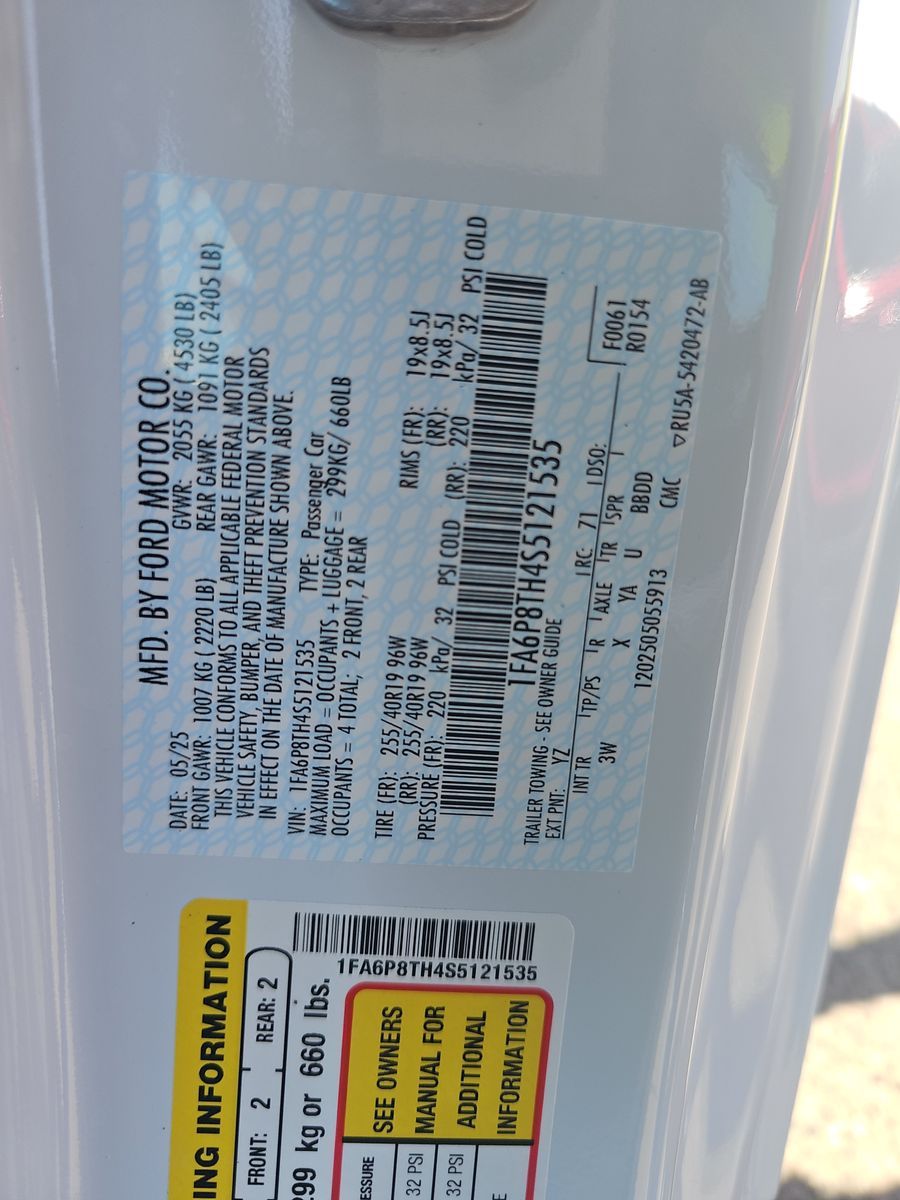 MFD. BY FORD MOTOR CO.
DATE: 05/25 GVWR: 2055 KG ( 4530 LB)
FRONT GAWR: 1007 KG ( 2220 LB) REAR GAWR: 1091 KG ( 2405 LB)
THIS VEHICLE CONFORMS TO ALL APPLICABLE FEDERAL MOTOR
VEHICLE SAFETY, BUMPER, AND THEFT PREVENTION STANDARDS
IN EFFECT ON THE DATE OF MANUFACTURE SHOWN ABOVE.
VIN: 1FA6P8TH4S5121535 TYPE: Passenger Car
MAXIMUM LOAD = OCCUPANTS + LUGGAGE = 299KG/ 660LB
OCCUPANTS = 4 TOTAL; 2 FRONT, 2 REAR
TIRE (FR): 255/40R19 96W RIMS (FR): 19x8.5J
(RR): 255/40R19 96W (RR): 19x8.5J
PRESSURE (FR): 220 kPa/ 32 PSI COLD (RR): 220 kPa/ 32 PSI COLD
1FA6P8TH4S5121535
TRAILER TOWING - SEE OWNER GUIDE
EXT PNT: YZ RC: 71 DSO: F0061
INT TR TP/PS R AXLE TR SPR R0154
3W X YA U BBDD
120250505​5913 CMC ▽RU5A-5420472-AB
ING INFORMATION
FRONT: 2 REAR: 2
299 kg or 660 lbs.
1FA6P8TH4S5121535
ESSURE
32 PSI
32 PSI
E
SEE OWNERS
MANUAL FOR
ADDITIONAL
INFORMATION